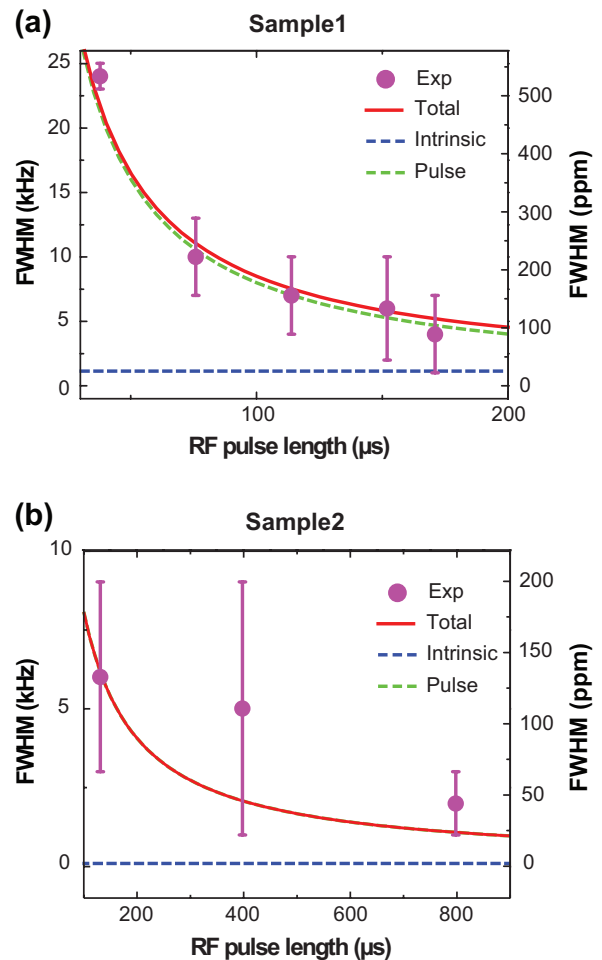 (a)
Sample1
25
20
15
10
5
0
FWHM (kHz)
Exp
Total
Intrinsic
Pulse
500
400
300
200
100
0
FWHM (ppm)
100
200
RF pulse length (µs)
(b)
Sample2
10
5
0
FWHM (kHz)
Exp
Total
Intrinsic
Pulse
200
150
100
50
0
FWHM (ppm)
200
400
600
800
RF pulse length (µs)